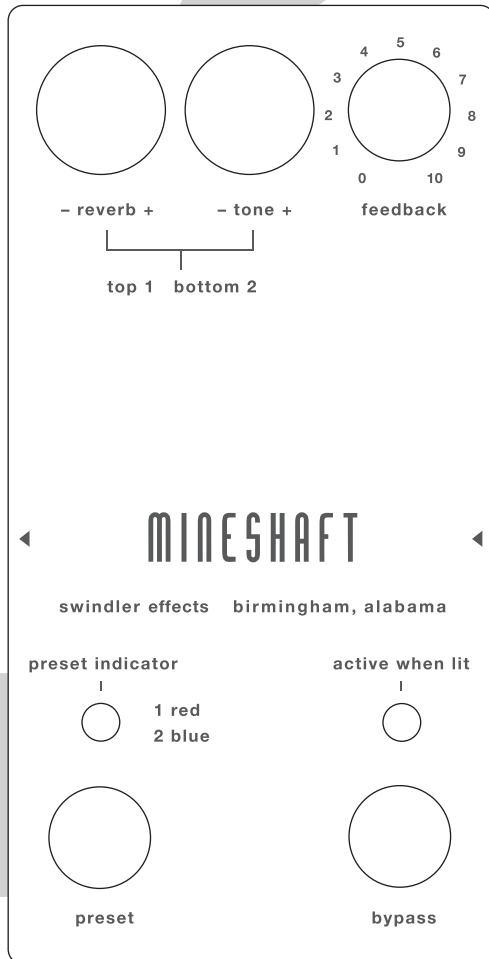 5
4 6
3 7
2 8
1 9
0 10
– reverb + – tone + feedback
top 1 bottom 2
MINESHAFT
swindler effects birmingham, alabama
preset indicator active when lit
1 red
2 blue
preset bypass